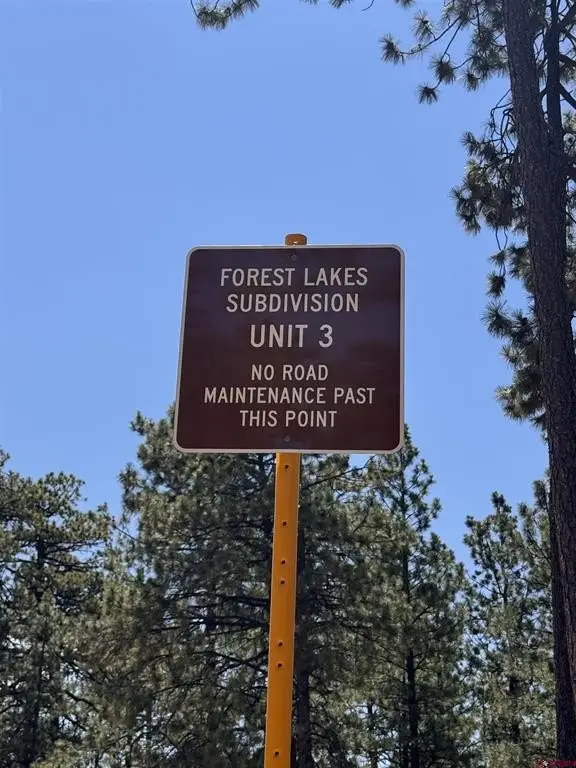 FOREST LAKES
SUBDIVISION
UNIT 3
NO ROAD
MAINTENANCE PAST
THIS POINT